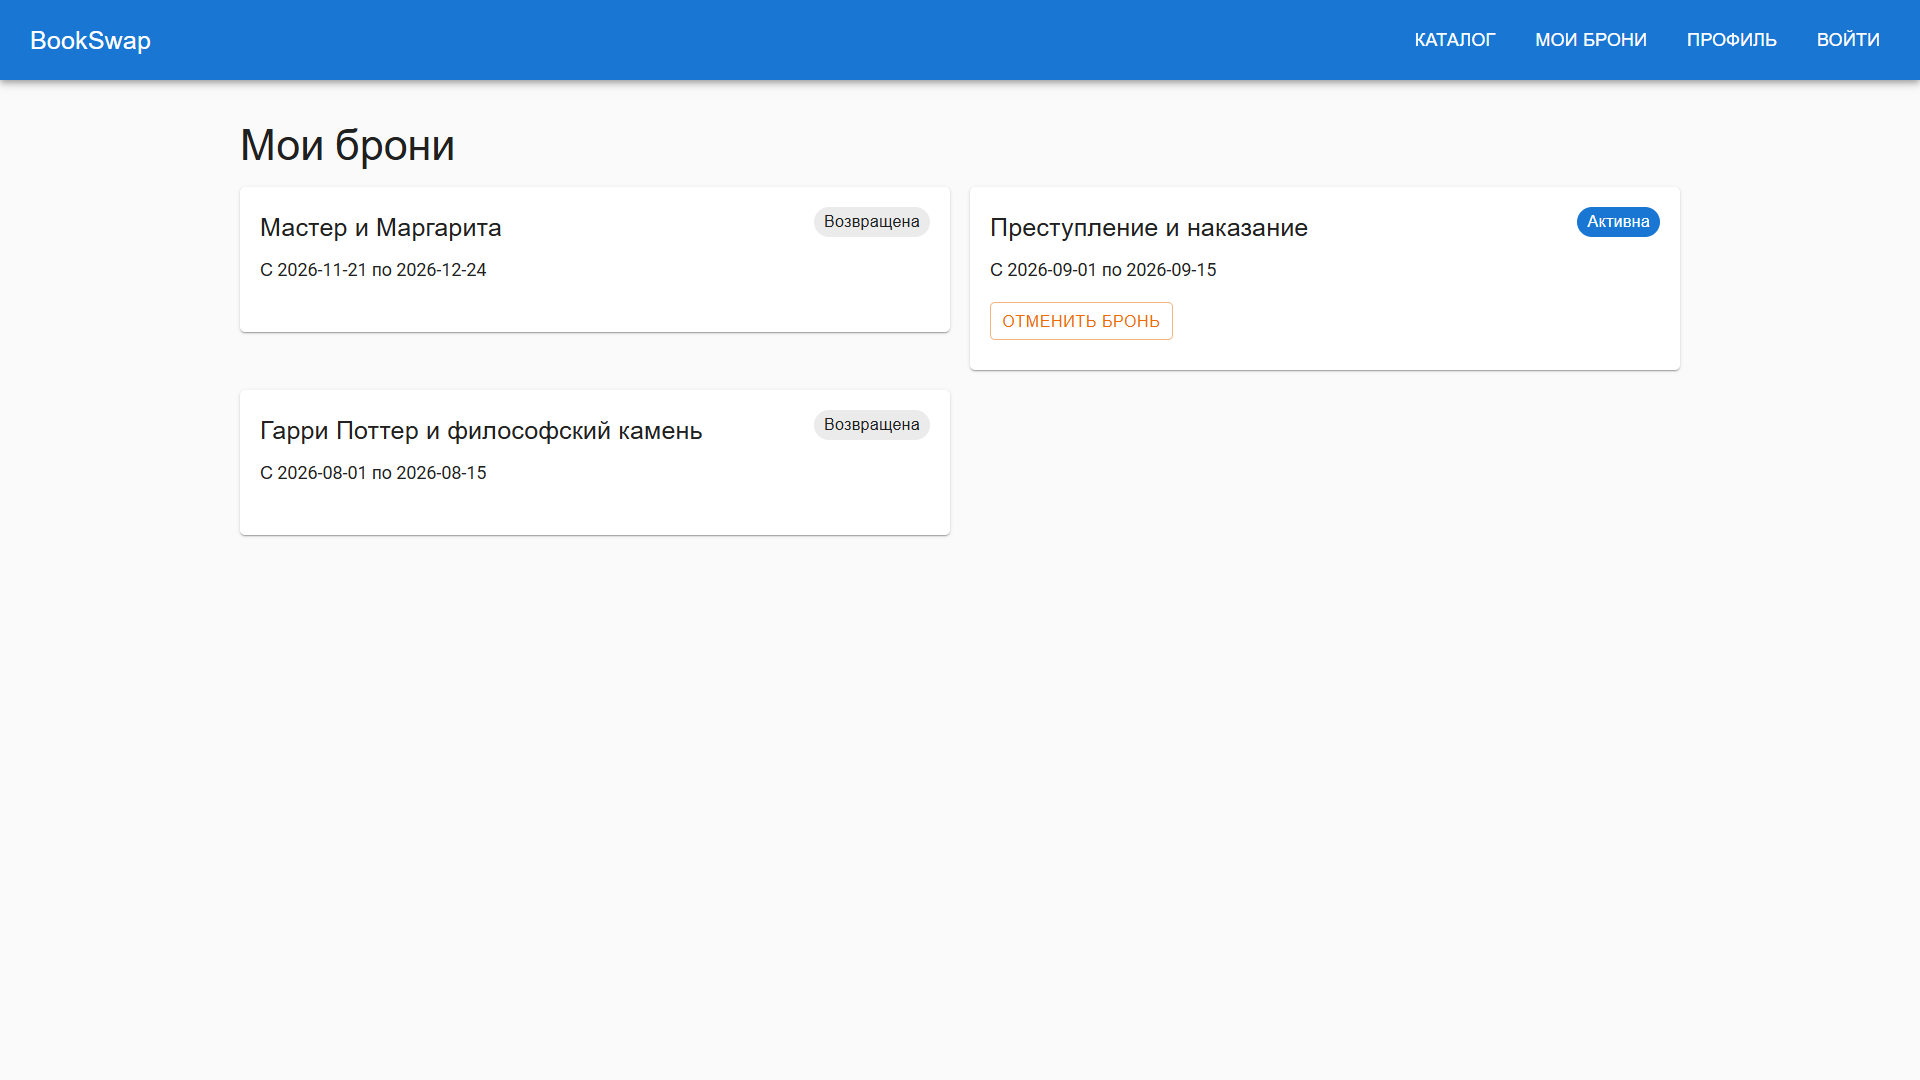 BookSwap
КАТАЛОГ
МОИ БРОНИ
ПРОФИЛЬ
ВОЙТИ
Мои брони
Мастер и Маргарита
Возвращена
С 2026-11-21 по 2026-12-24
Преступление и наказание
Активна
С 2026-09-01 по 2026-09-15
ОТМЕНИТЬ БРОНЬ
Гарри Поттер и философский камень
Возвращена
С 2026-08-01 по 2026-08-15